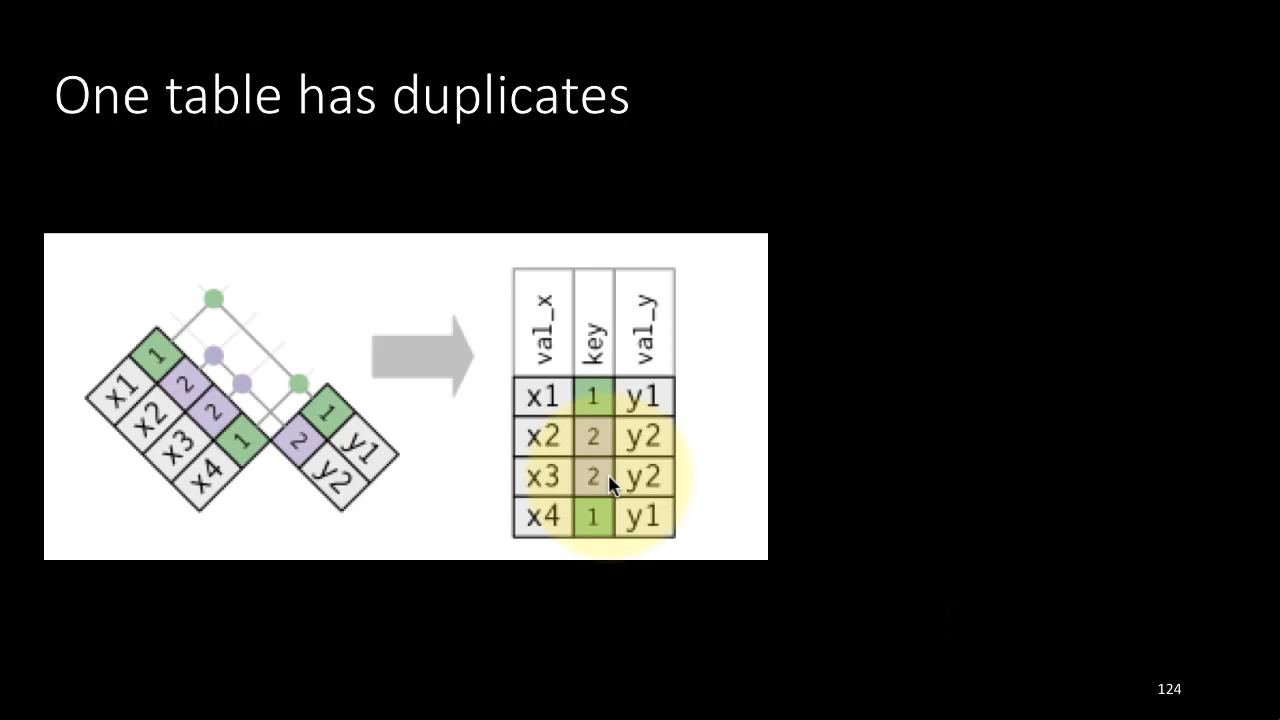 One table has duplicates
x1 1
x2 2
x3 2
x4 1
1 y1
2 y2
val_x key val_y
x1 1 y1
x2 2 y2
x3 2 y2
x4 1 y1
124